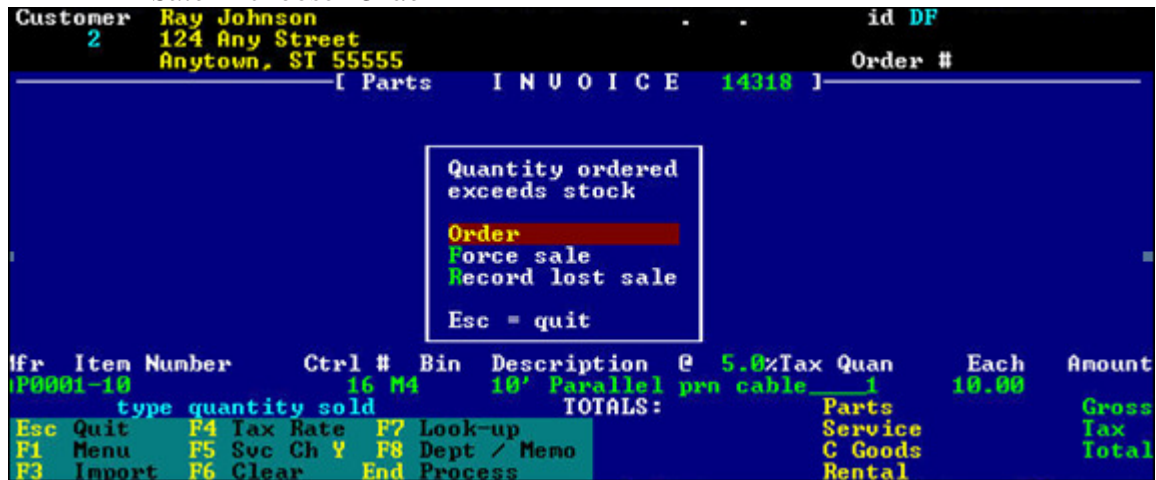 Customer Ray Johnson . . id DF
2 124 Any Street
Anytown, ST 55555 Order #
[ Parts I N V O I C E 14318 ]
Quantity ordered
exceeds stock
Order
Force sale
Record lost sale
Esc = quit
Mfr Item Number Ctrl # Bin Description @ 5.0%Tax Quan Each Amount
P0001-10 16 M4 10' Parallel prn cable____1 10.00
type quantity sold TOTALS: Parts Gross
Esc Quit F4 Tax Rate F7 Look-up Service Tax
F1 Menu F5 Svc Ch Y F8 Dept / Memo C Goods Total
F3 Import F6 Clear End Process Rental